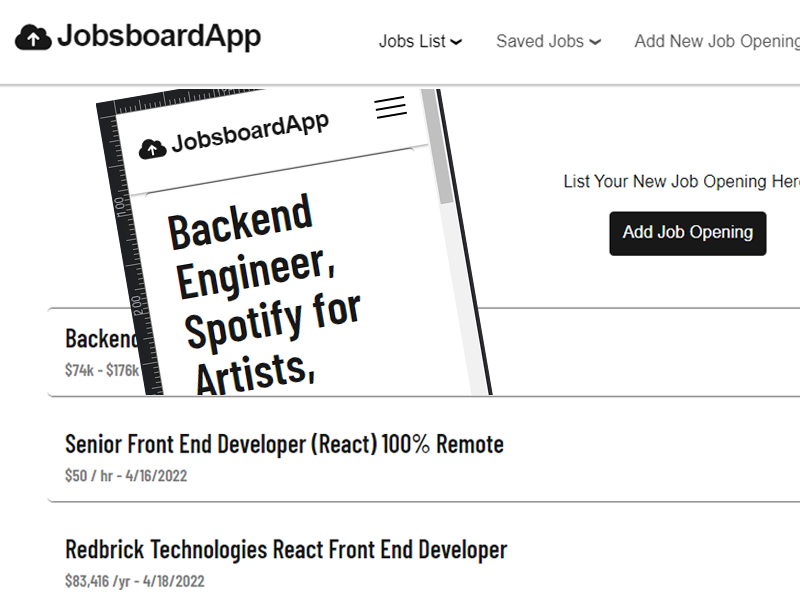 JobsboardApp
Jobs List
Saved Jobs
Add New Job Opening
JobsboardApp
100
200
Backend
Engineer,
Spotify for
Artists,
List Your New Job Opening Here
Add Job Opening
Backend
$74k - $176k
Senior Front End Developer (React) 100% Remote
$50 / hr - 4/16/2022
Redbrick Technologies React Front End Developer
$83,416 /yr - 4/18/2022